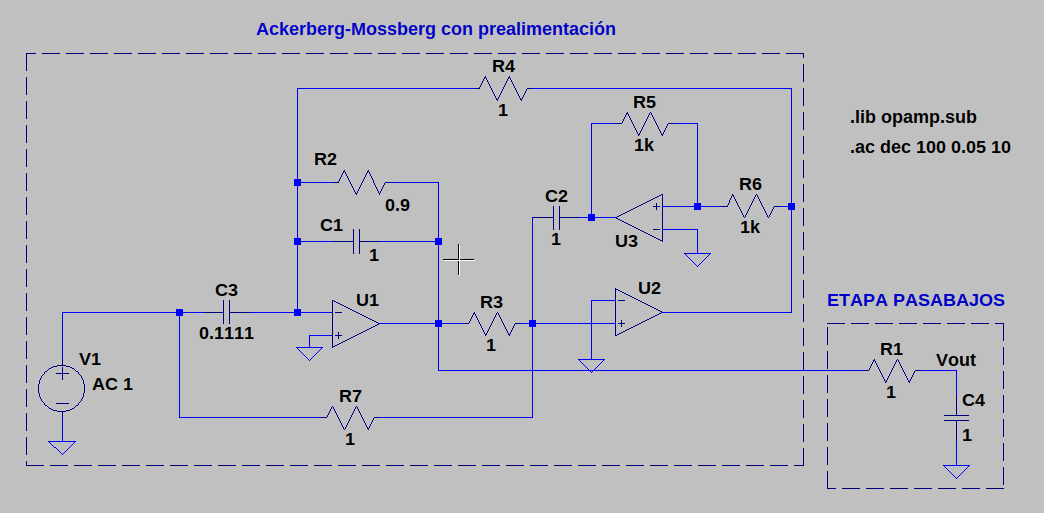 Ackerberg-Mossberg con prealimentación
R4
1
R5
1k
.lib opamp.sub
.ac dec 100 0.05 10
R2
0.9
C2
1
R6
1k
C1
1
U3
C3
0.1111
U1
R3
1
U2
ETAPA PASABAJOS
V1
AC 1
R7
1
R1
1
Vout
C4
1